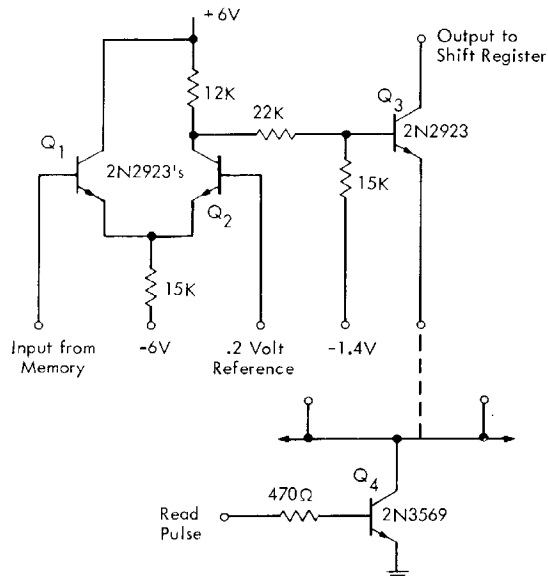 +6V
Output to
Shift Register
12K
22K
Q3
2N2923
Q1
2N2923's
Q2
15K
15K
Input from
Memory
-6V
.2 Volt
Reference
-1.4V
Q4
470Ω
2N3569
Read
Pulse